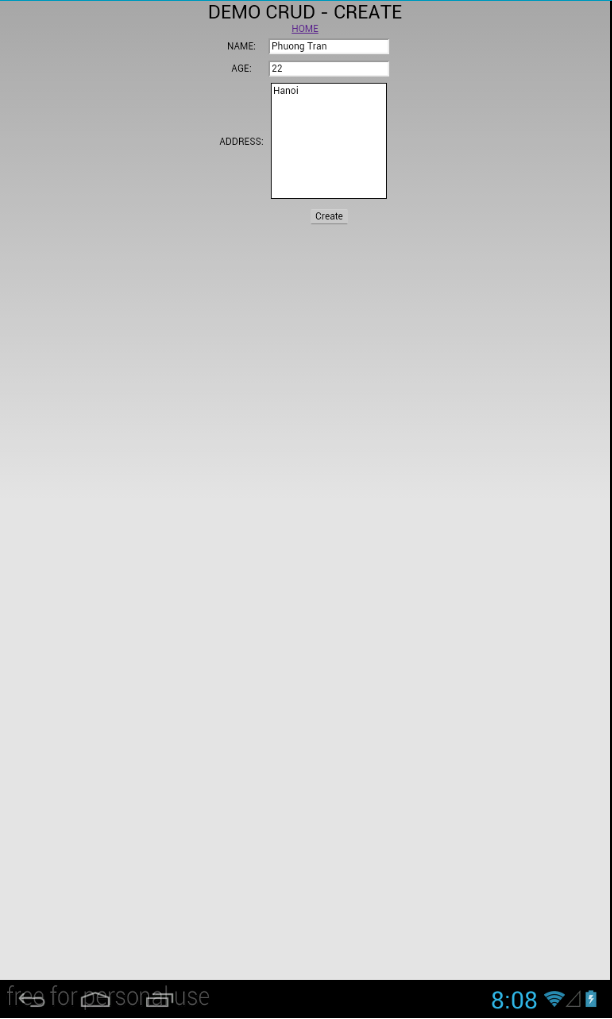 DEMO CRUD - CREATE
HOME
NAME: Phuong Tran
AGE: 22
ADDRESS: Hanoi
Create
free for personal use
8:08